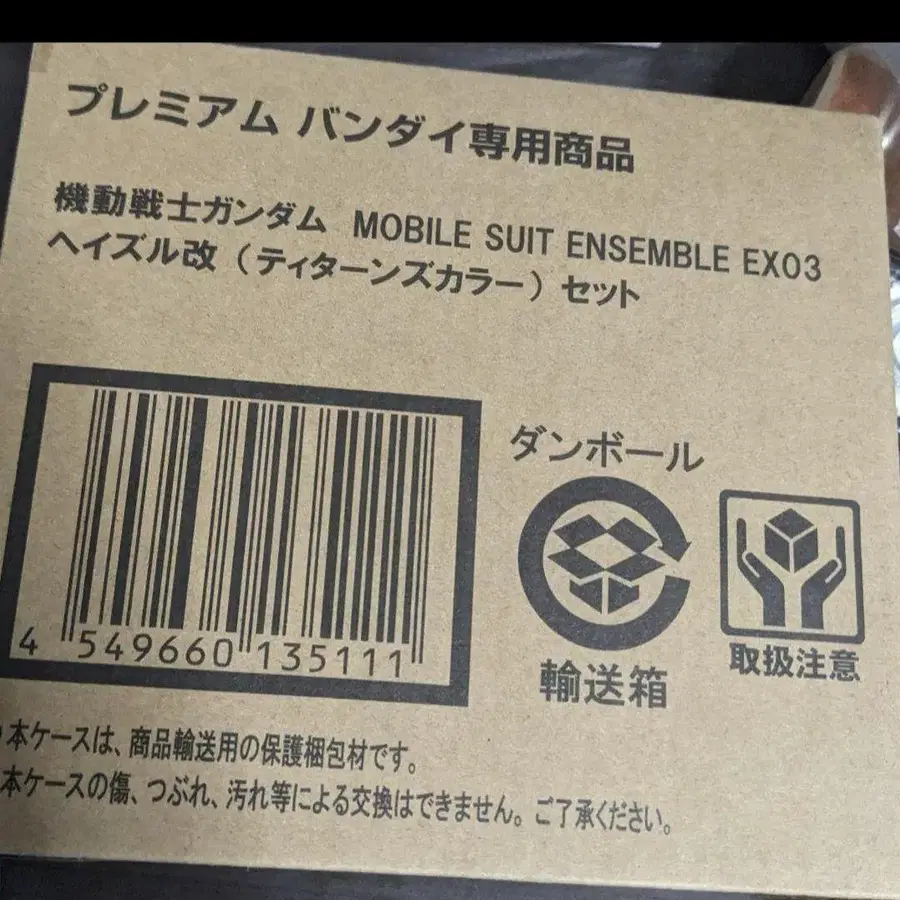 プレミアム バンダイ専用商品
機動戦士ガンダム MOBILE SUIT ENSEMBLE EX03
ヘイズル改（ティターンズカラー）セット
4 549660 135111
ダンボール
輸送箱
取扱注意
本ケースは、商品輸送用の保護梱包材です。
本ケースの傷、つぶれ、汚れ等による交換はできません。ご了承ください。